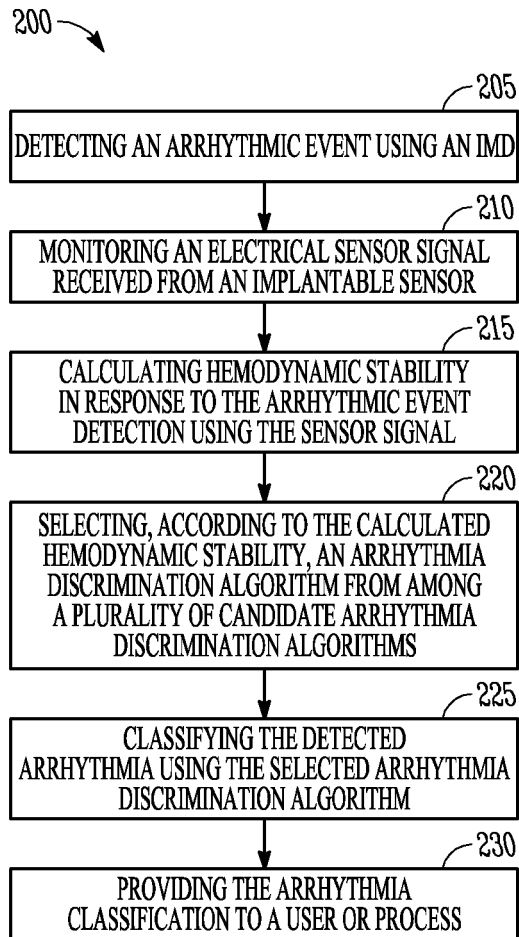 200
205
DETECTING AN ARRHYTHMIC EVENT USING AN IMD
210
MONITORING AN ELECTRICAL SENSOR SIGNAL
RECEIVED FROM AN IMPLANTABLE SENSOR
215
CALCULATING HEMODYNAMIC STABILITY
IN RESPONSE TO THE ARRHYTHMIC EVENT
DETECTION USING THE SENSOR SIGNAL
220
SELECTING, ACCORDING TO THE CALCULATED
HEMODYNAMIC STABILITY, AN ARRHYTHMIA
DISCRIMINATION ALGORITHM FROM AMONG
A PLURALITY OF CANDIDATE ARRHYTHMIA
DISCRIMINATION ALGORITHMS
225
CLASSIFYING THE DETECTED
ARRHYTHMIA USING THE SELECTED ARRHYTHMIA
DISCRIMINATION ALGORITHM
230
PROVIDING THE ARRHYTHMIA
CLASSIFICATION TO A USER OR PROCESS